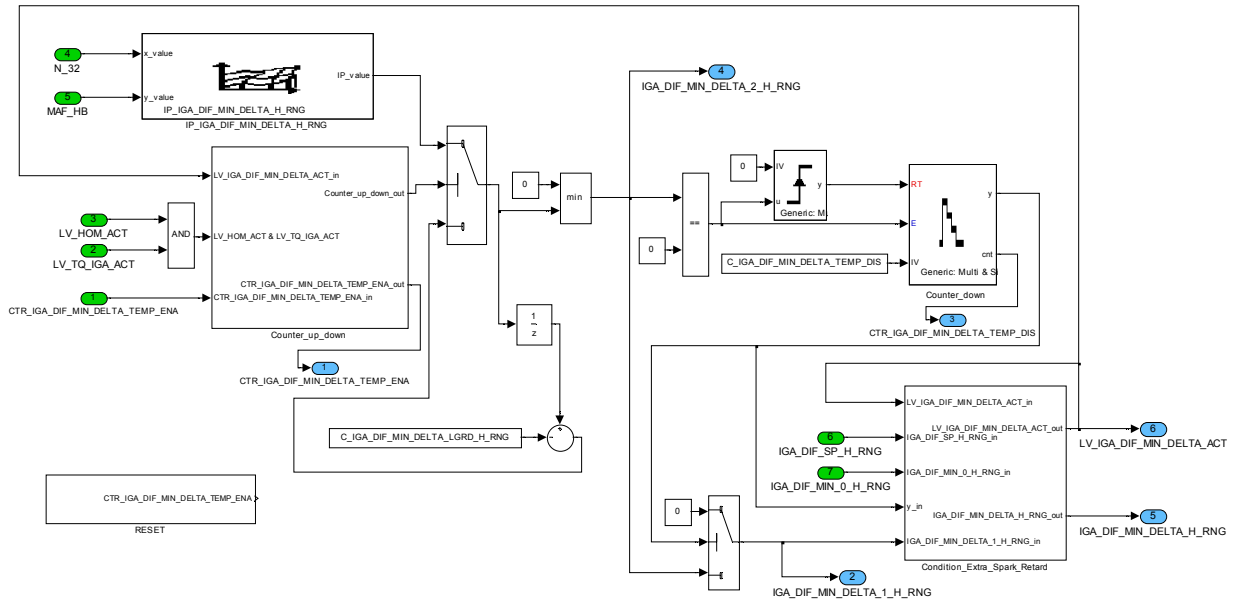 4
N_32
5
MAF_HB
x_value
y_value
IP_value
IP_IGA_DIF_MIN_DELTA_H_RNG
IP_IGA_DIF_MIN_DELTA_H_RNG
4
IGA_DIF_MIN_DELTA_2_H_RNG
3
LV_HOM_ACT
2
LV_TQ_IGA_ACT
AND
1
CTR_IGA_DIF_MIN_DELTA_TEMP_ENA
LV_IGA_DIF_MIN_DELTA_ACT_in
Counter_up_down_out
LV_HOM_ACT & LV_TQ_IGA_ACT
CTR_IGA_DIF_MIN_DELTA_TEMP_ENA_out
CTR_IGA_DIF_MIN_DELTA_TEMP_ENA_in
Counter_up_down
1
CTR_IGA_DIF_MIN_DELTA_TEMP_ENA
0
min
==
0
0
IV
y
u
Generic: M
C_IGA_DIF_MIN_DELTA_TEMP_DIS
RT
E
IV
y
cnt
Generic: Multi & Si
Counter_down
3
CTR_IGA_DIF_MIN_DELTA_TEMP_DIS
1
z
C_IGA_DIF_MIN_DELTA_LGRD_H_RNG
CTR_IGA_DIF_MIN_DELTA_TEMP_ENA
RESET
6
IGA_DIF_SP_H_RNG
7
IGA_DIF_MIN_0_H_RNG
LV_IGA_DIF_MIN_DELTA_ACT_in
LV_IGA_DIF_MIN_DELTA_ACT_out
IGA_DIF_SP_H_RNG_in
IGA_DIF_MIN_0_H_RNG_in
y_in
IGA_DIF_MIN_DELTA_H_RNG_out
IGA_DIF_MIN_DELTA_1_H_RNG_in
Condition_Extra_Spark_Retard
6
LV_IGA_DIF_MIN_DELTA_ACT
5
IGA_DIF_MIN_DELTA_H_RNG
0
2
IGA_DIF_MIN_DELTA_1_H_RNG